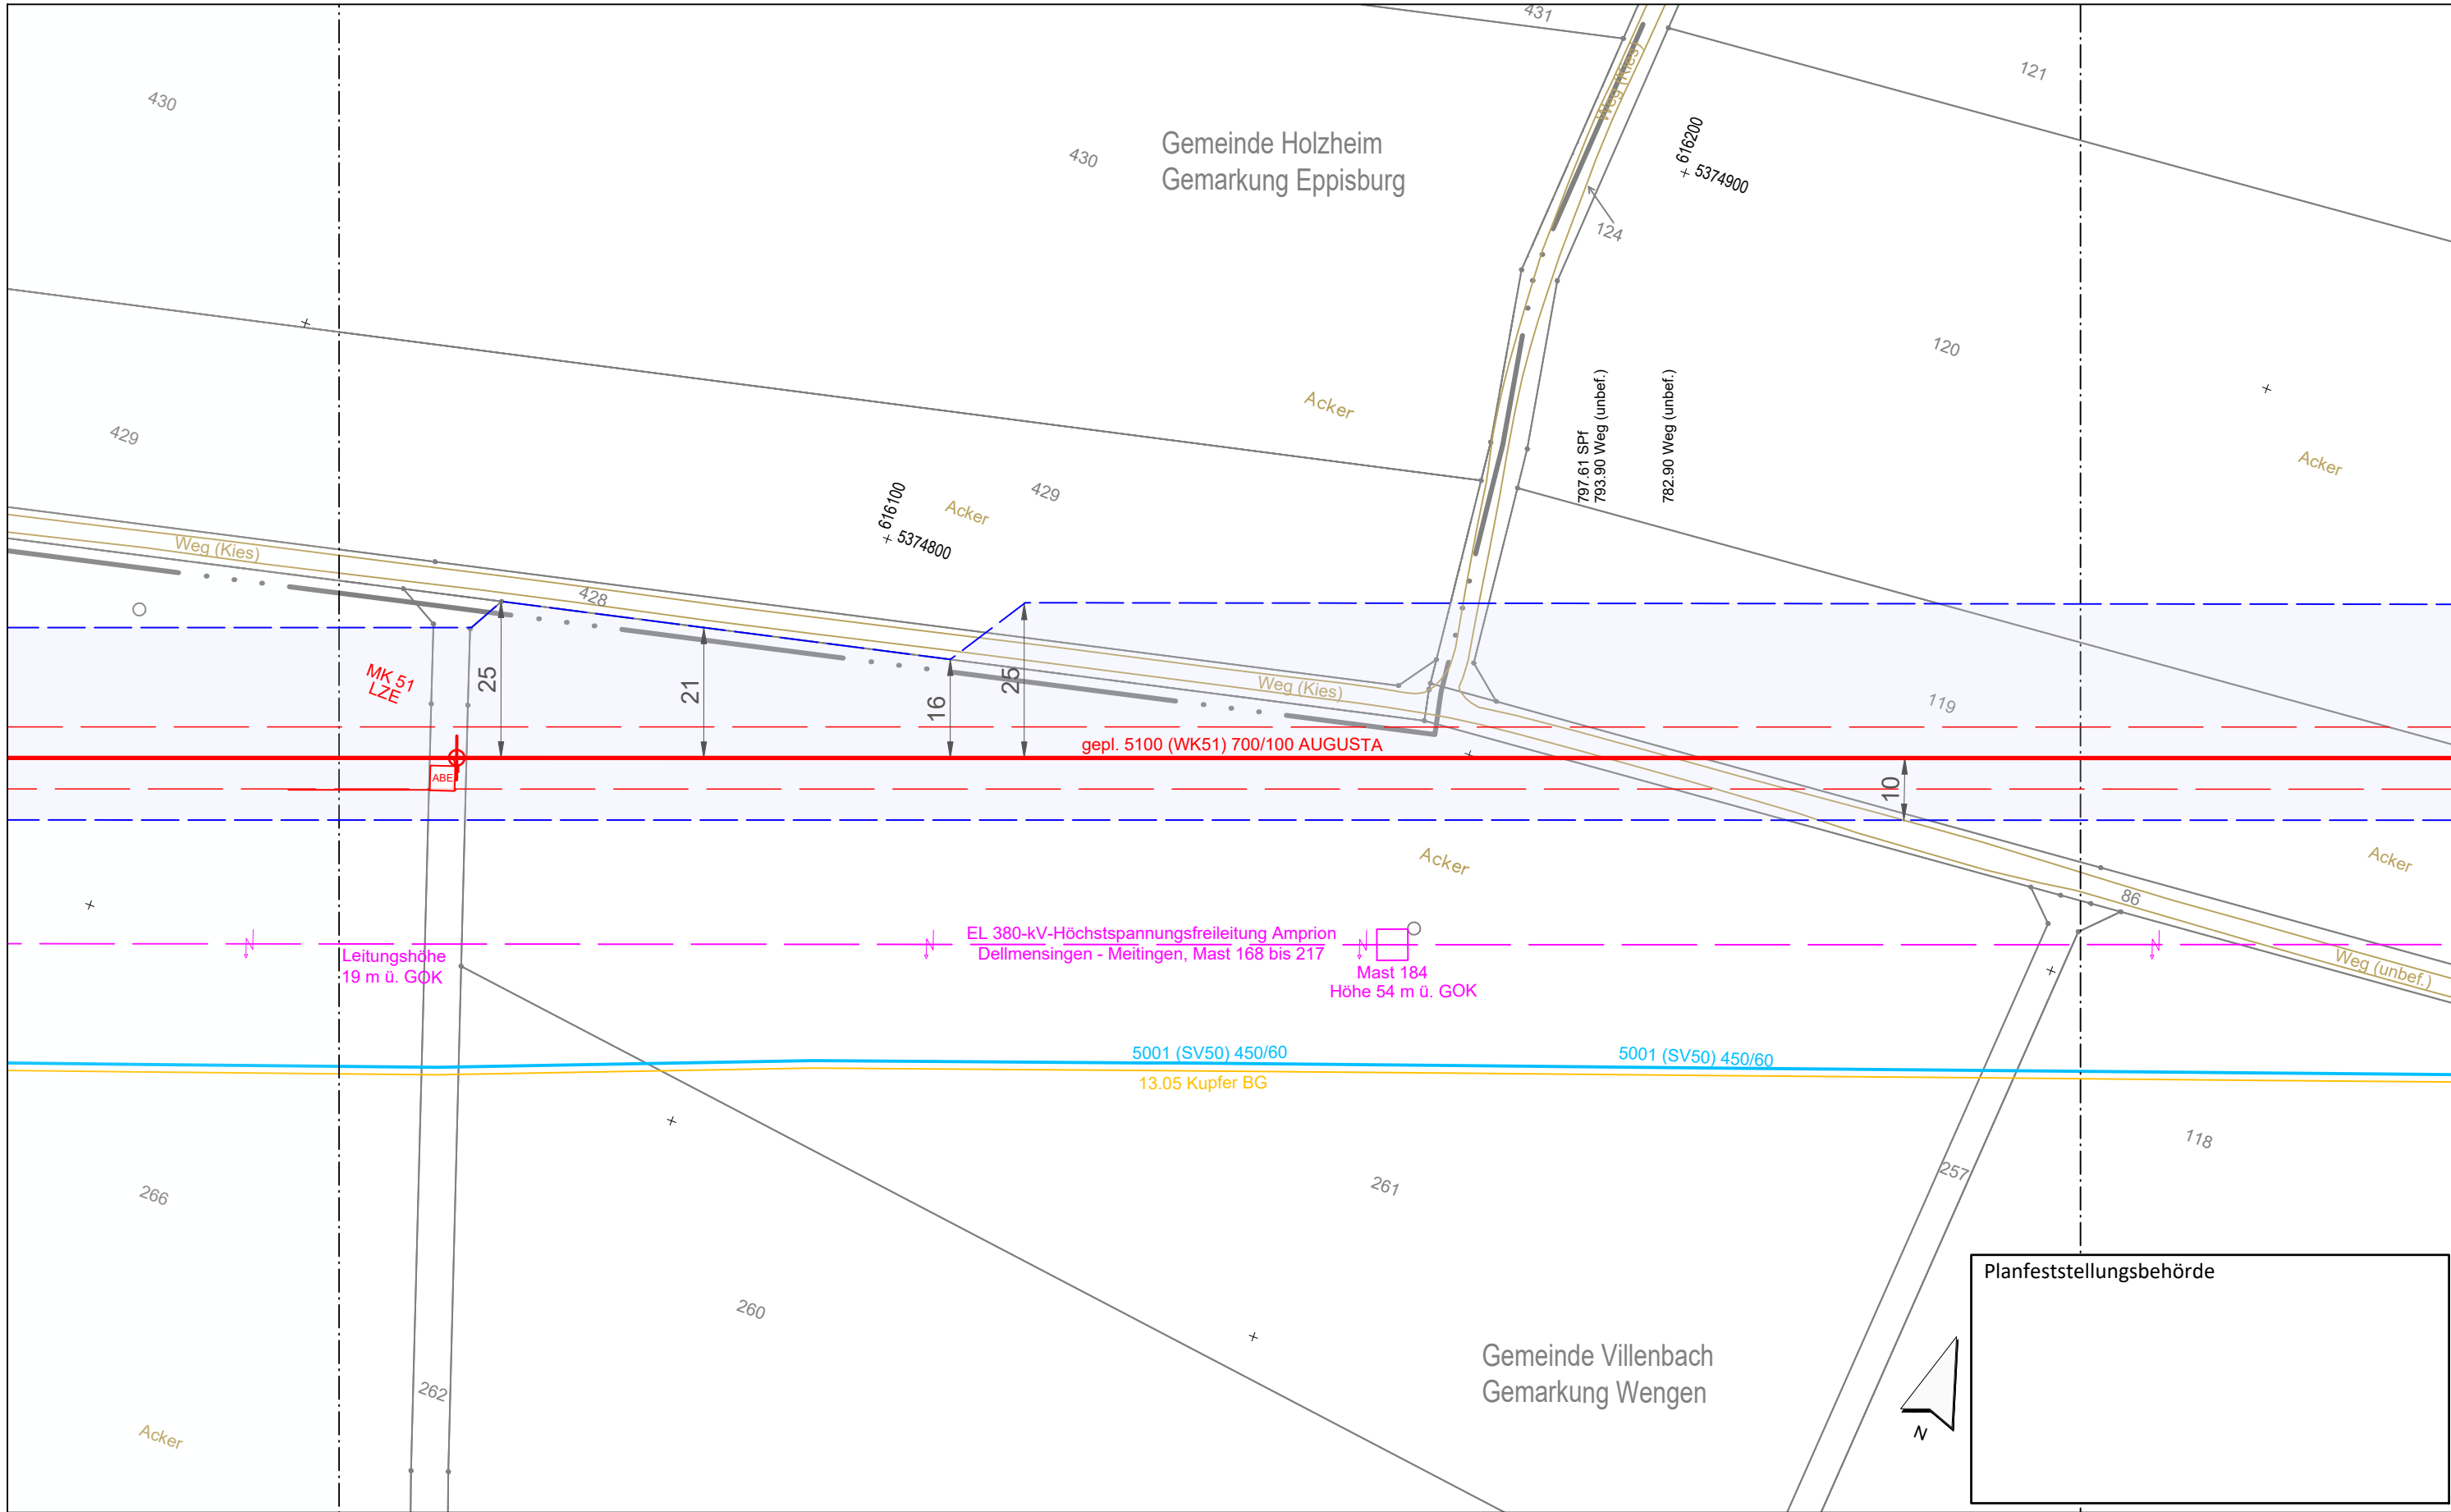 431
121
430
Gemeinde Holzheim
Gemarkung Eppisburg
430
Weg (Kies)
616200
+ 5374900
124
120
Acker
797.61 SPf
793.90 Weg (unbef.)
782.90 Weg (unbef.)
Acker
429
429
616100
+ 5374800
Acker
Weg (Kies)
428
MK 51
LZE
25
21
16
25
Weg (Kies)
119
gepl. 5100 (WK51) 700/100 AUGUSTA
ABE
10
Acker
Acker
86
EL 380-kV-Höchstspannungsfreileitung Amprion
Dellmensingen - Meitingen, Mast 168 bis 217
Leitungshöhe
19 m ü. GOK
Mast 184
Höhe 54 m ü. GOK
Weg (unbef.)
5001 (SV50) 450/60
5001 (SV50) 450/60
13.05 Kupfer BG
118
266
261
257
260
Planfeststellungsbehörde
Gemeinde Villenbach
Gemarkung Wengen
262
Acker
N